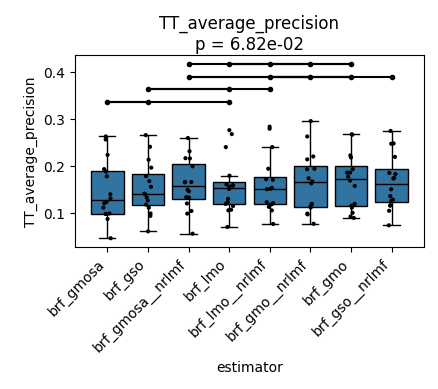 TT_average_precision
p = 6.82e-02
TT_average_precision
0.4
0.3
0.2
0.1
brf_gmosa
brf_gso
brf_gmosa__nrlmf
brf_lmo
brf_lmo__nrlmf
brf_gmo__nrlmf
brf_gmo
brf_gso__nrlmf
estimator